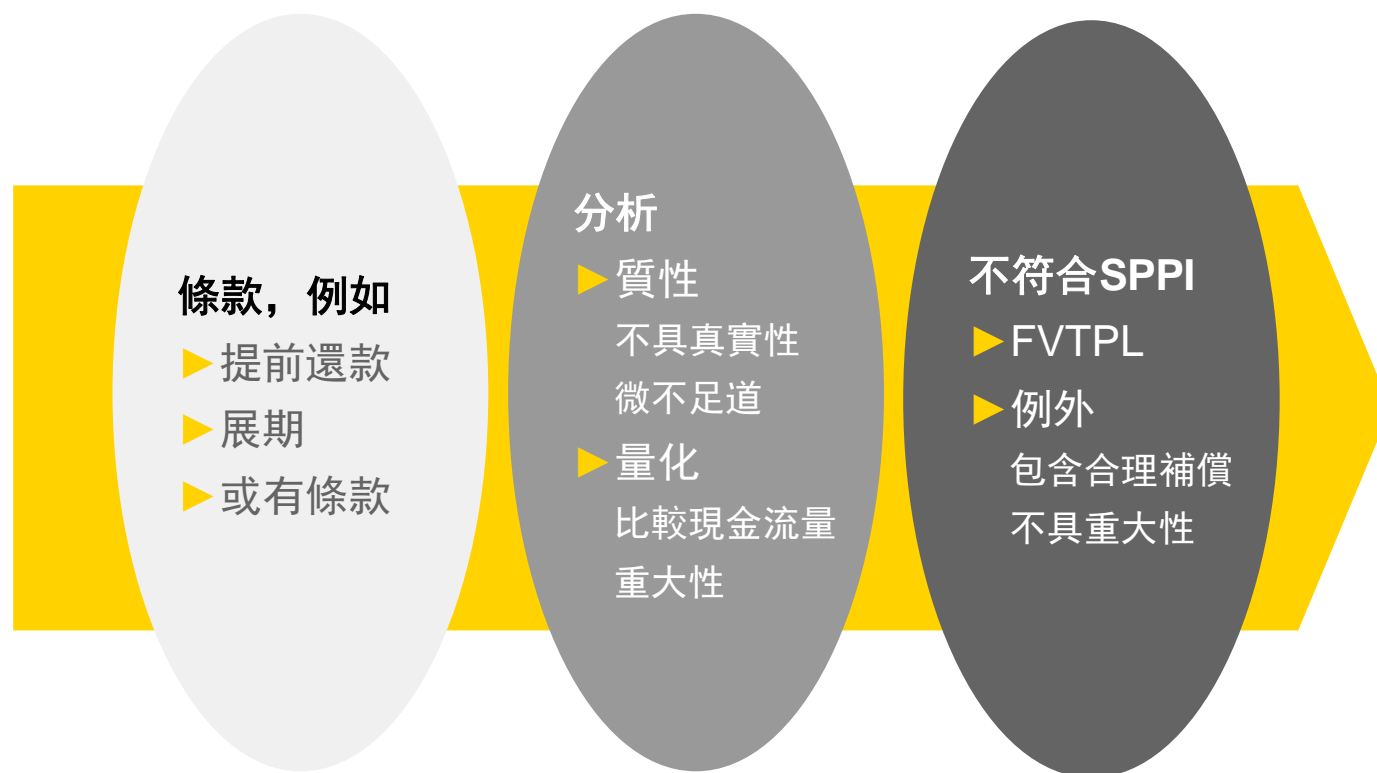 條款，例如
►提前還款
►展期
►或有條款
分析
►質性
不具真實性
微不足道
►量化
比較現金流量
重大性
不符合SPPI
►FVTPL
►例外
包含合理補償
不具重大性